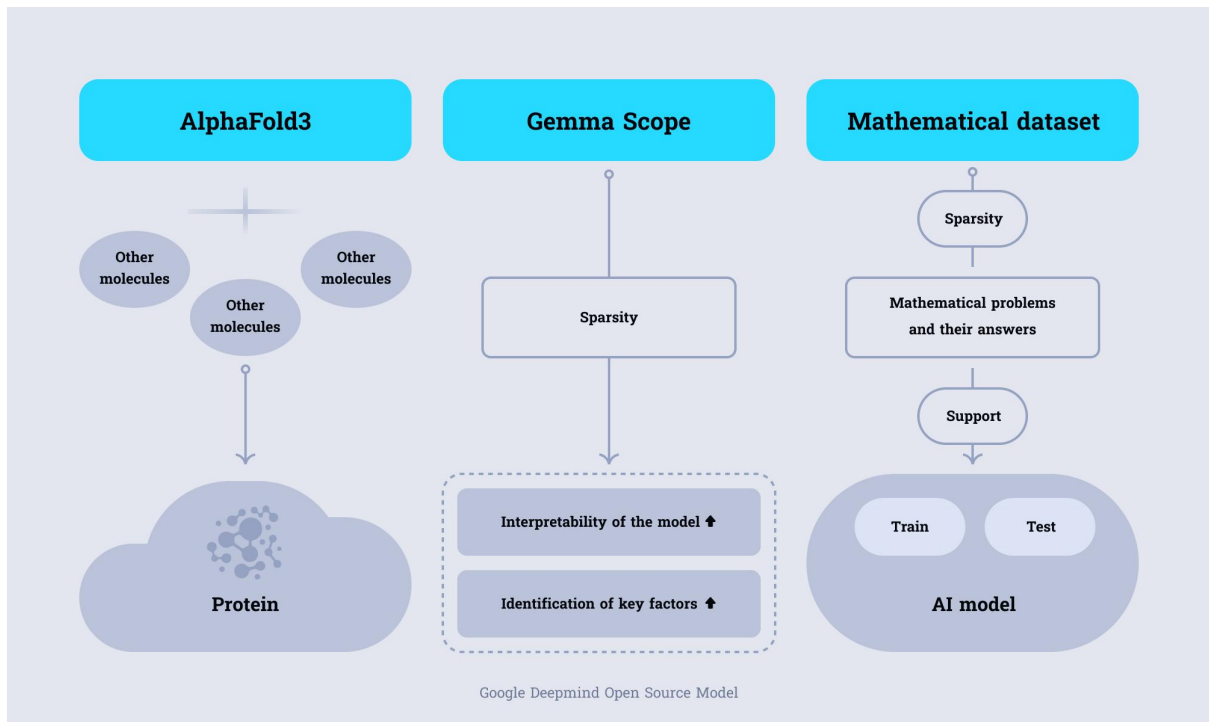 AlphaFold3
Other
molecules
Other
molecules
Other
molecules
Protein
Gemma Scope
Sparsity
Interpretability of the model ⬆
Identification of key factors ⬆
Mathematical dataset
Sparsity
Mathematical problems
and their answers
Support
Train
Test
AI model
Google Deepmind Open Source Model